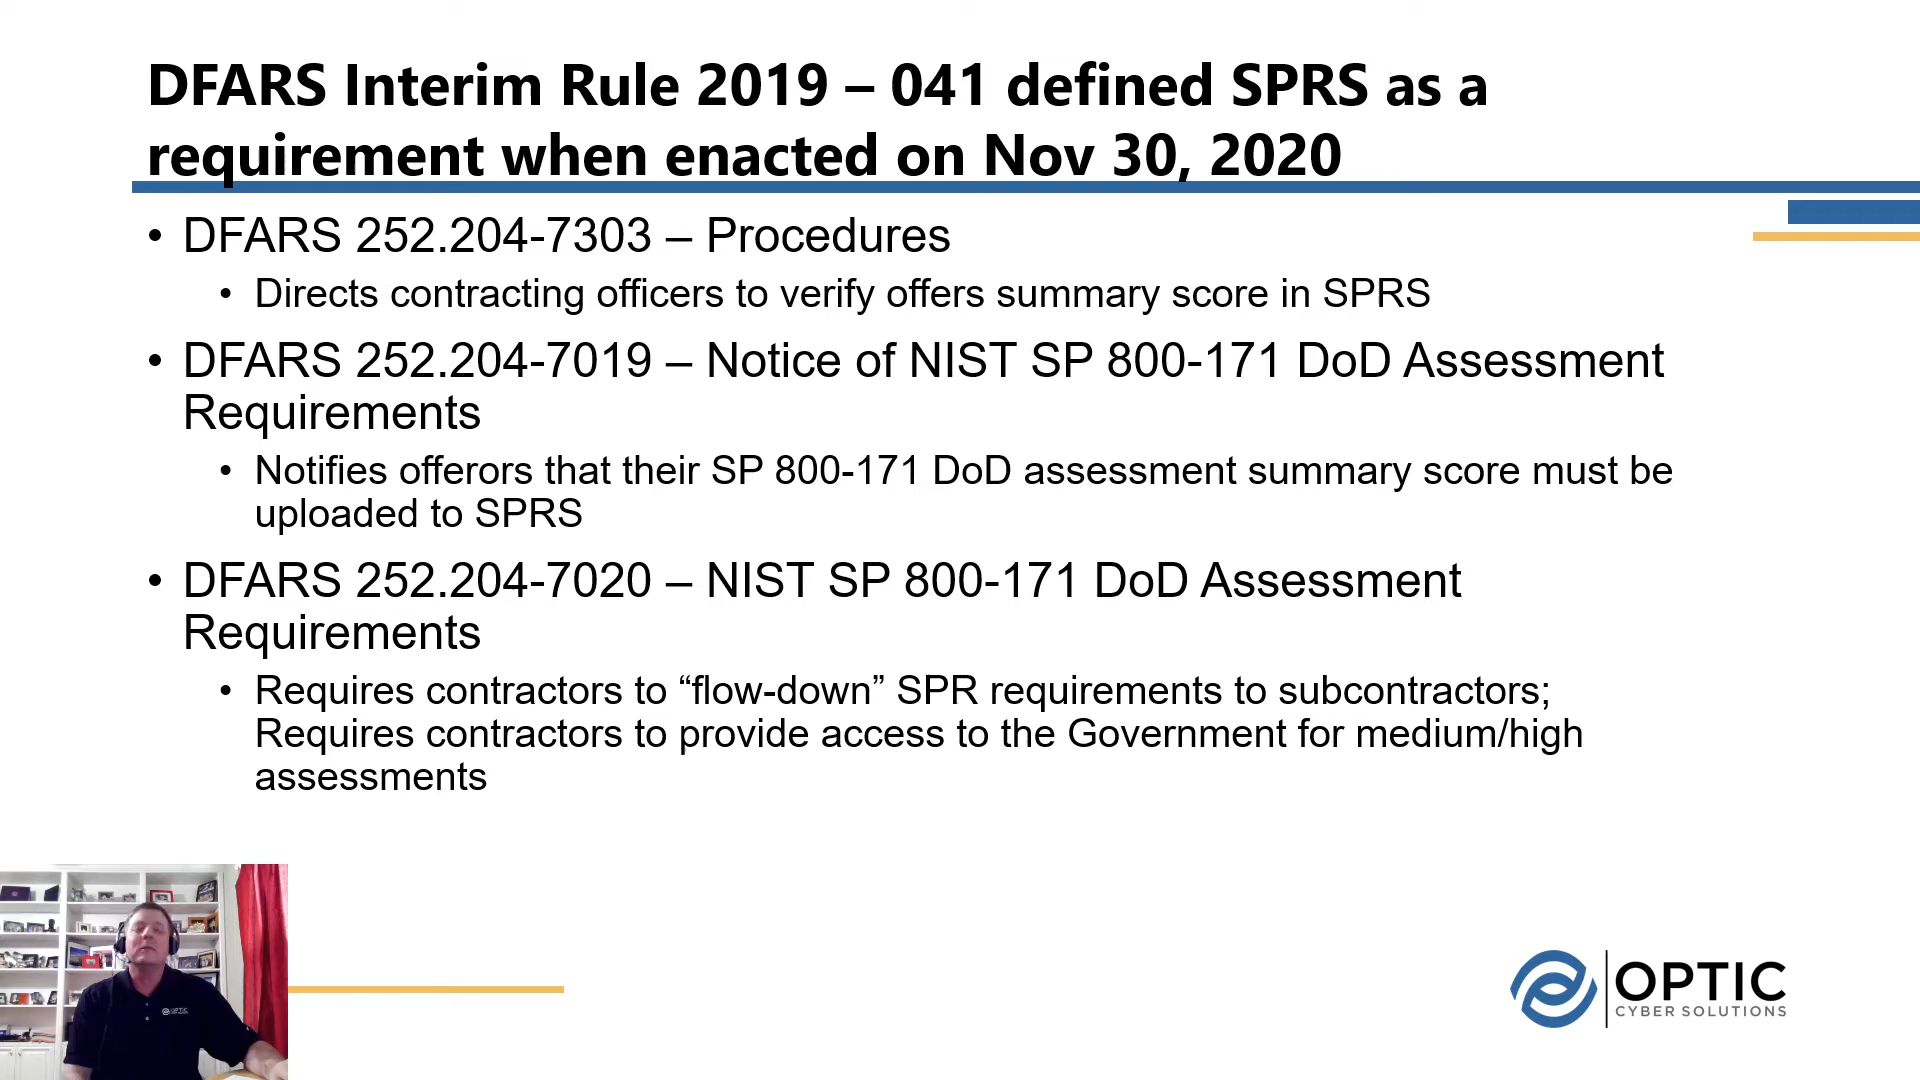 DFARS Interim Rule 2019 – 041 defined SPRS as a
requirement when enacted on Nov 30, 2020
• DFARS 252.204-7303 – Procedures
• Directs contracting officers to verify offers summary score in SPRS
• DFARS 252.204-7019 – Notice of NIST SP 800-171 DoD Assessment
Requirements
• Notifies offerors that their SP 800-171 DoD assessment summary score must be
uploaded to SPRS
• DFARS 252.204-7020 – NIST SP 800-171 DoD Assessment
Requirements
• Requires contractors to “flow-down” SPR requirements to subcontractors;
Requires contractors to provide access to the Government for medium/high
assessments
OPTIC
OPTIC
CYBER SOLUTIONS